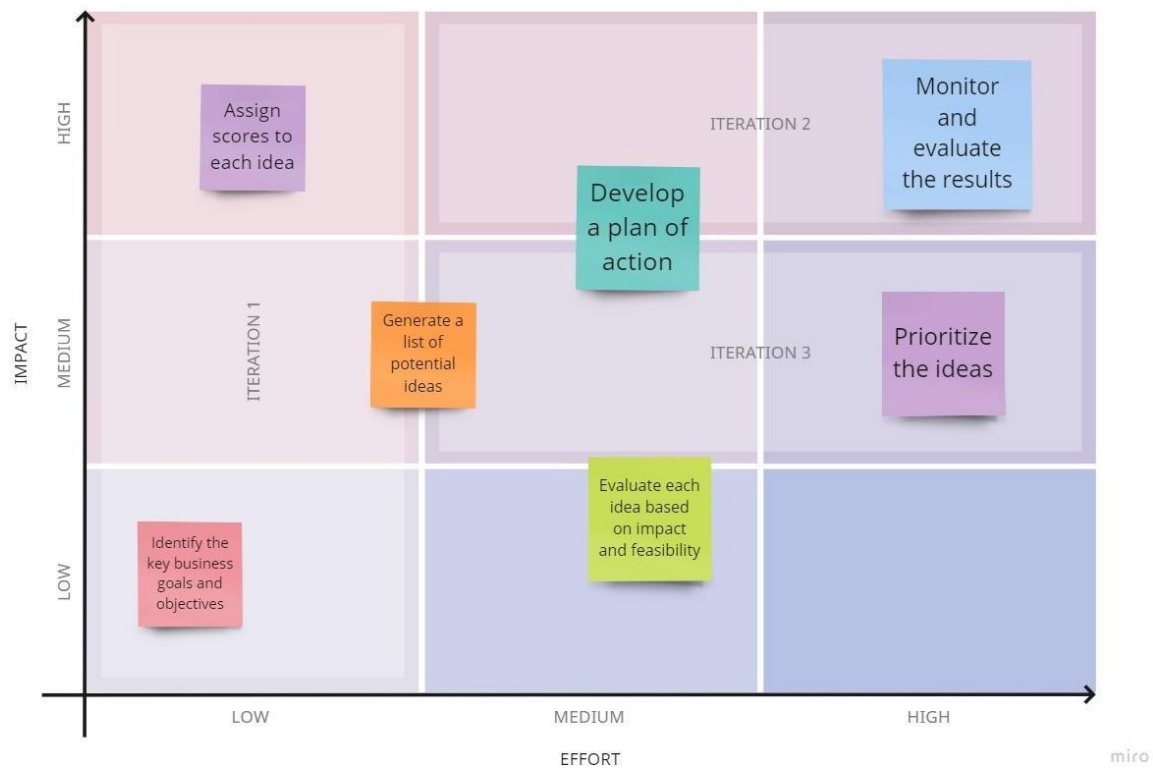 HIGH
Assign
scores to
each idea
ITERATION 2
Monitor
and
evaluate
the results
Develop
a plan of
action
IMPACT
MEDIUM
ITERATION 1
Generate a
list of
potential
ideas
ITERATION 3
Prioritize
the ideas
LOW
Identify the
key business
goals and
objectives
Evaluate each
idea based
on impact
and feasibility
LOW
MEDIUM
HIGH
EFFORT
miro